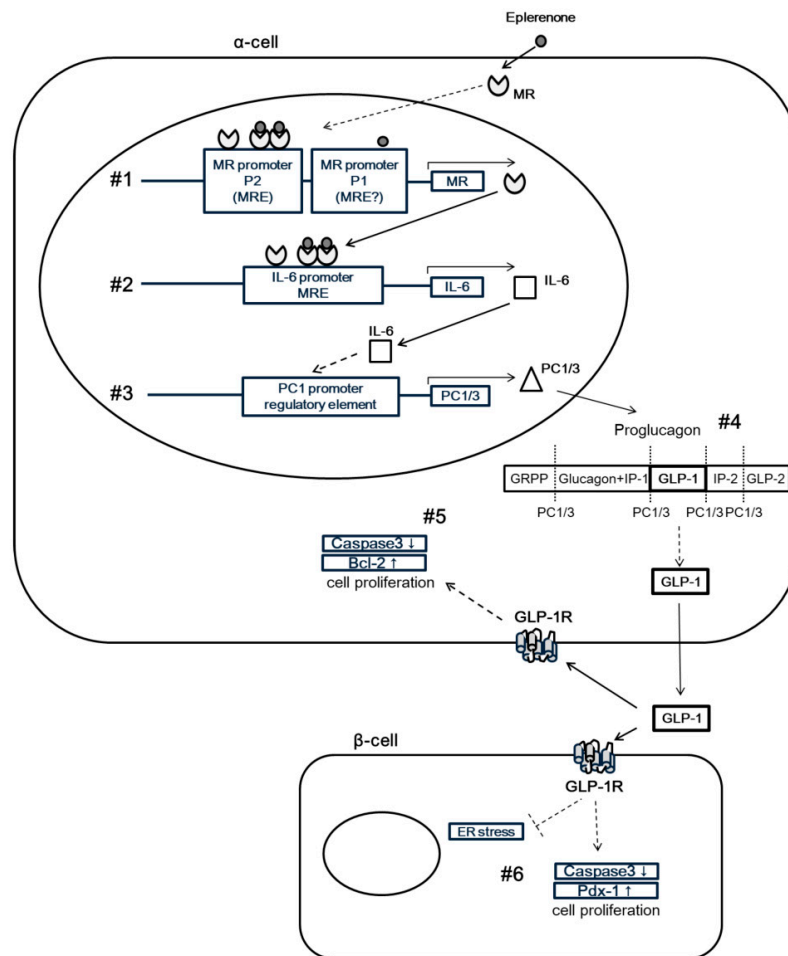 Eplerenone
α-cell
MR
#1
MR promoter
P2
(MRE)
MR promoter
P1
(MRE?)
MR
#2
IL-6 promoter
MRE
IL-6
IL-6
IL-6
#3
PC1 promoter
regulatory element
PC1/3
PC1/3
#4
Proglucagon
GRPP Glucagon+IP-1 GLP-1 IP-2 GLP-2
PC1/3 PC1/3 PC1/3 PC1/3
#5
Caspase3 ↓
Bcl-2 ↑
cell proliferation
GLP-1
GLP-1R
GLP-1
β-cell
GLP-1R
ER stress
#6
Caspase3 ↓
Pdx-1 ↑
cell proliferation